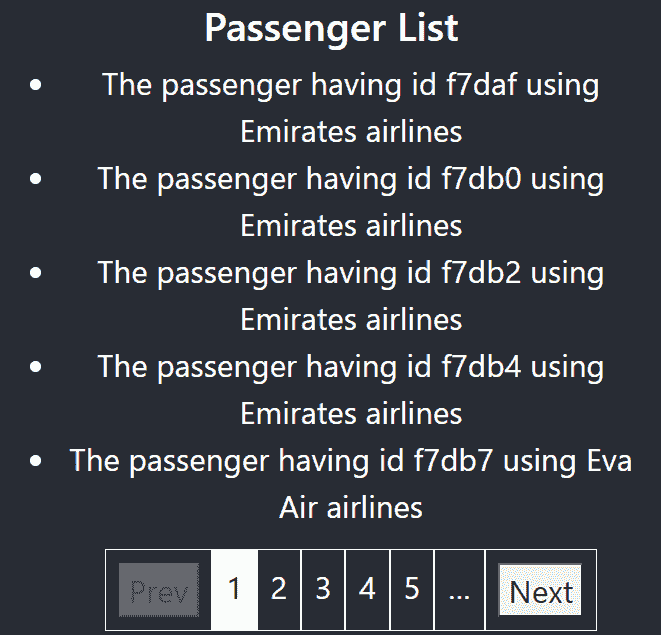 Passenger List
The passenger having id f7daf using
Emirates airlines
The passenger having id f7db0 using
Emirates airlines
The passenger having id f7db2 using
Emirates airlines
The passenger having id f7db4 using
Emirates airlines
The passenger having id f7db7 using Eva
Air airlines
Prev 1 2 3 4 5 ... Next